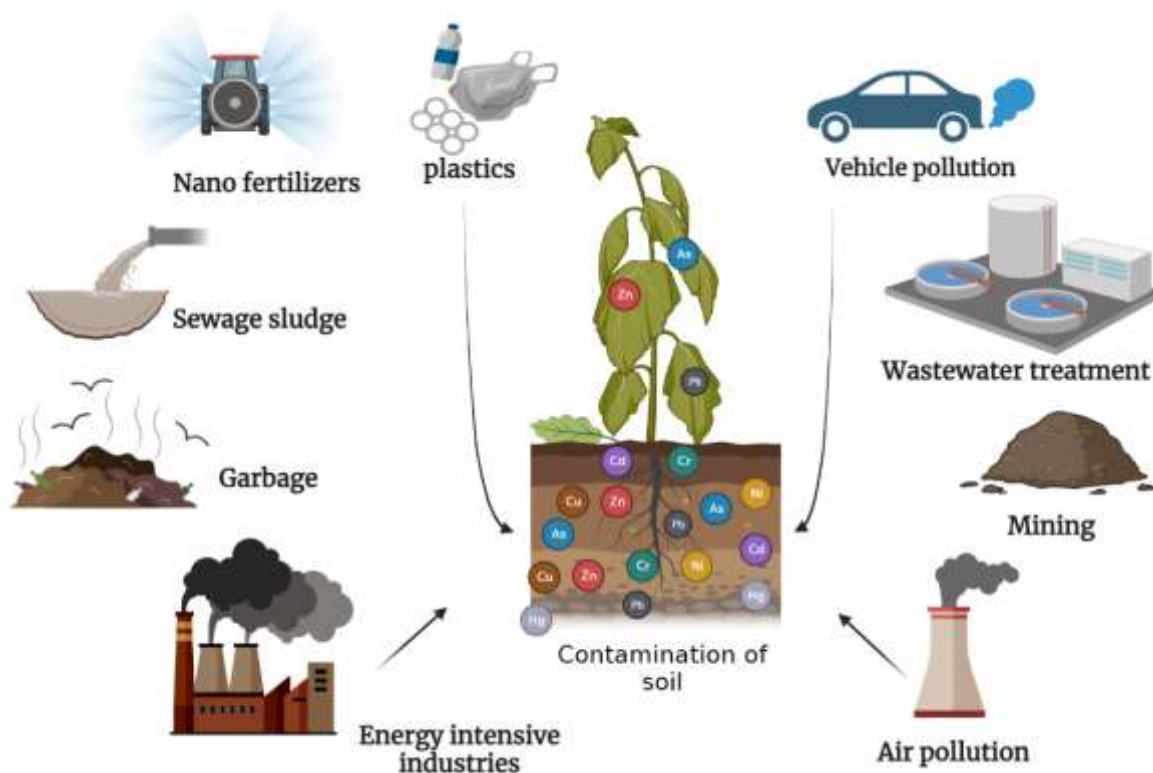 plastics
Nano fertilizers
Vehicle pollution
As
Zn
Sewage sludge
Wastewater treatment
Pb
Garbage
Cd
Cr
Cu
Zn
As
Ni
Pb
As
Cd
Cr
Ni
Cu
Zn
Hg
Pb
Hg
Mining
Contamination of
soil
Energy intensive
industries
Air pollution